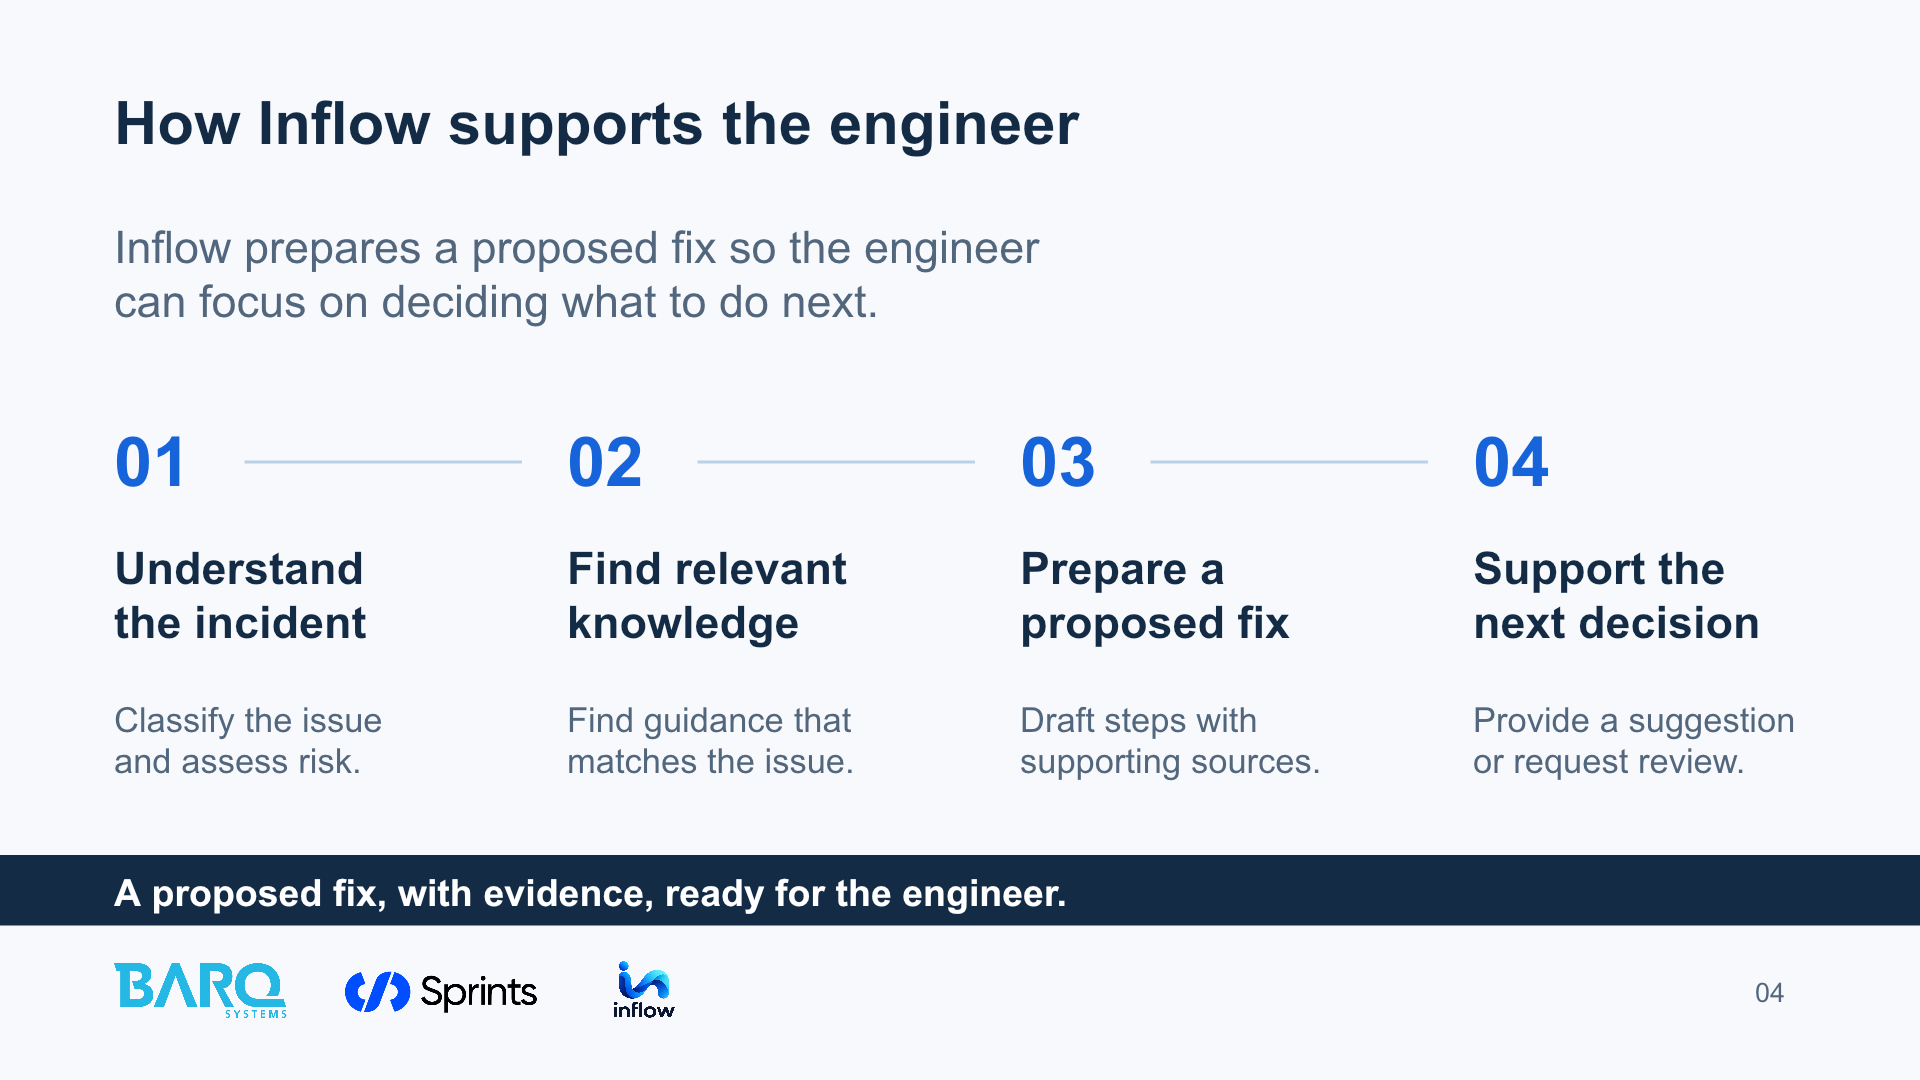 How Inflow supports the engineer
Inflow prepares a proposed fix so the engineer
can focus on deciding what to do next.
01
02
03
04
Understand
the incident
Find relevant
knowledge
Prepare a
proposed fix
Support the
next decision
Classify the issue
and assess risk.
Find guidance that
matches the issue.
Draft steps with
supporting sources.
Provide a suggestion
or request review.
A proposed fix, with evidence, ready for the engineer.
BARQ
SYSTEMS
Sprints
inflow
04